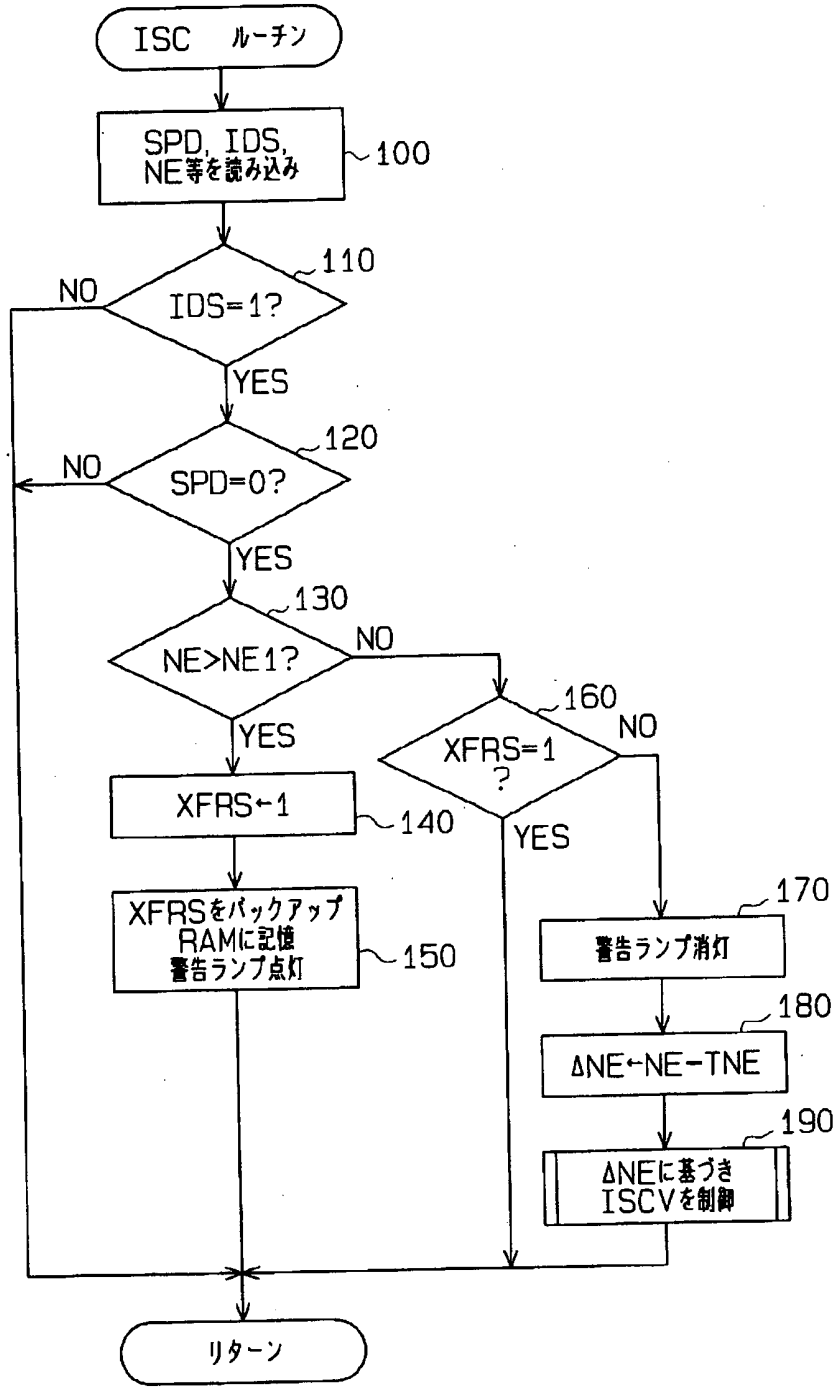 ISC ルーチン
SPD, IDS,
NE等を読み込み
100
110
NO
IDS=1?
YES
120
NO
SPD=0?
YES
130
NO
NE>NE1?
YES
160
NO
XFRS=1
?
YES
XFRS←1
140
XFRSをバックアップ
RAMに記憶
警告ランプ点灯
150
170
警告ランプ消灯
180
ΔNE←NE-TNE
190
ΔNEに基づき
ISCVを制御
リターン